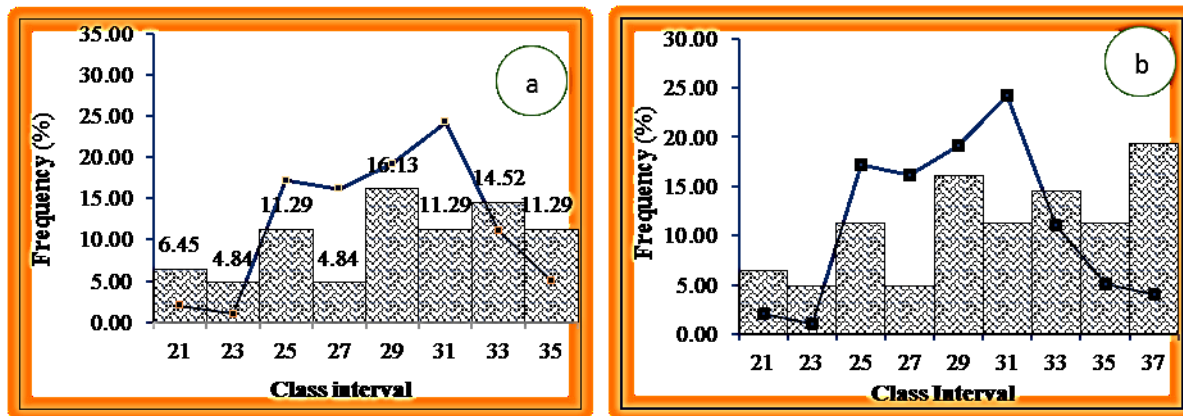 a
Frequency (%)
35.00
30.00
25.00
20.00
15.00
10.00
5.00
0.00
6.45
4.84
11.29
4.84
16.13
11.29
14.52
11.29
21 23 25 27 29 31 33 35
Class interval
b
Frequency (%)
30.00
25.00
20.00
15.00
10.00
5.00
0.00
21 23 25 27 29 31 33 35 37
Class Interval